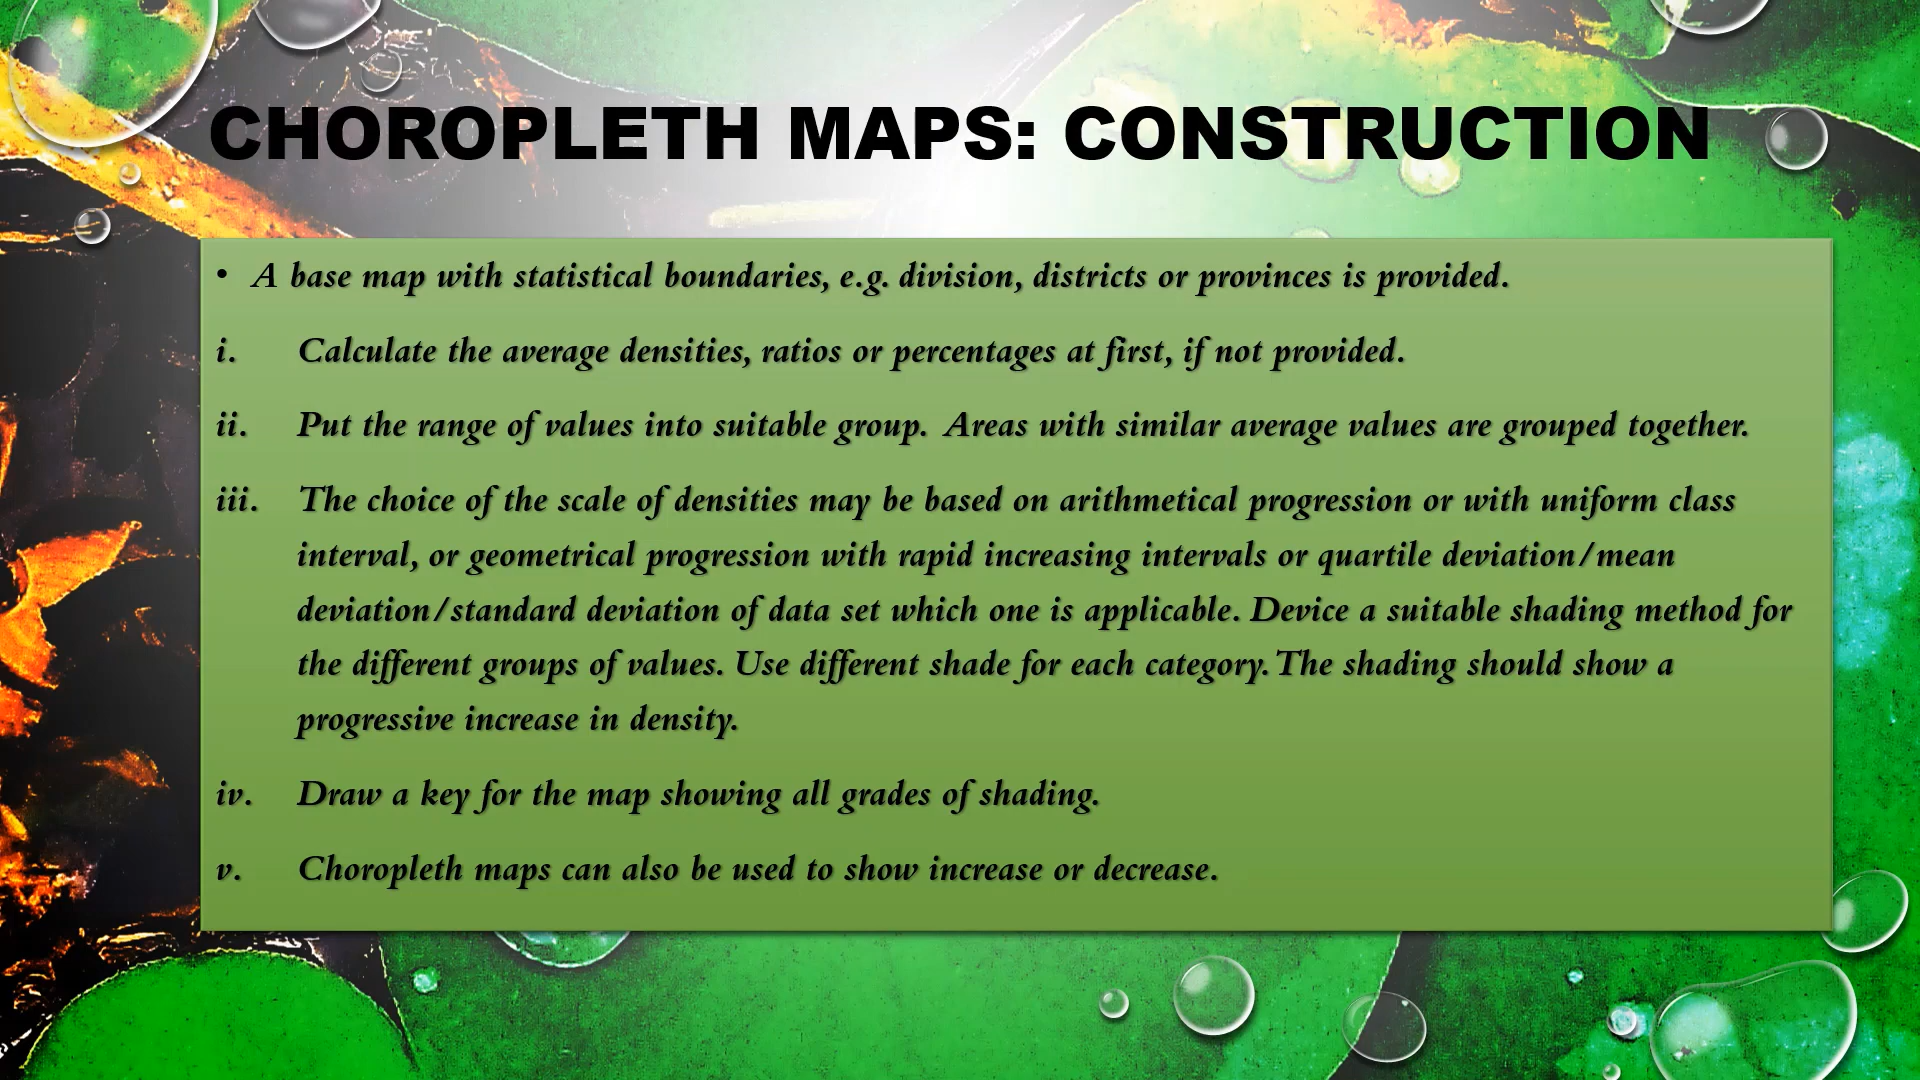 CHOROPLETH MAPS: CONSTRUCTION
• A base map with statistical boundaries, e.g. division, districts or provinces is provided.
i. Calculate the average densities, ratios or percentages at first, if not provided.
ii. Put the range of values into suitable group. Areas with similar average values are grouped together.
iii. The choice of the scale of densities may be based on arithmetical progression or with uniform class
interval, or geometrical progression with rapid increasing intervals or quartile deviation/mean
deviation/standard deviation of data set which one is applicable. Device a suitable shading method for
the different groups of values. Use different shade for each category. The shading should show a
progressive increase in density.
iv. Draw a key for the map showing all grades of shading.
v. Choropleth maps can also be used to show increase or decrease.